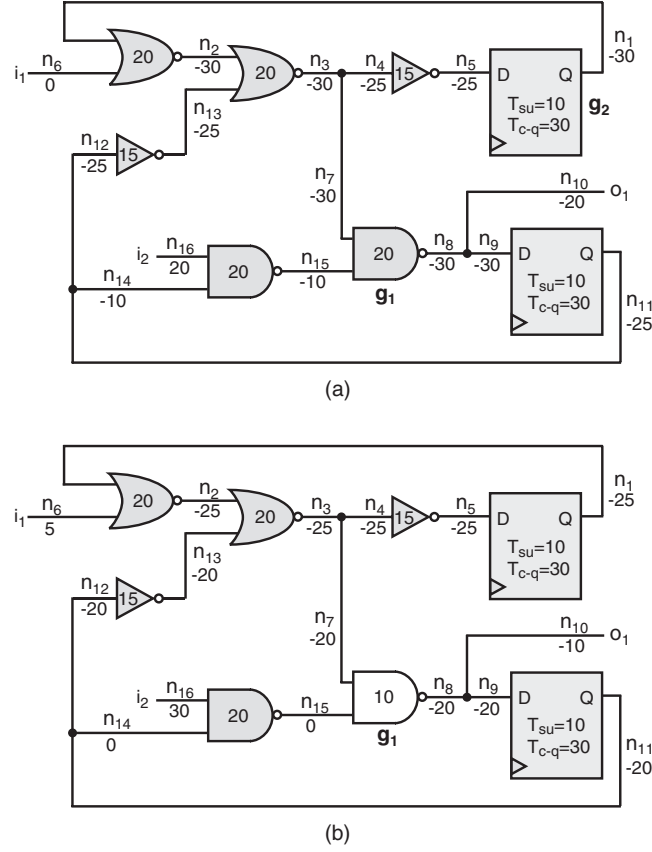 n1
-30
n6
i1
0
20
n2
-30
20
n3
-30
n4
-25
15
n5
-25
D
Q
Tsu=10
Tc-q=30
g2
n13
-25
n12
-25
15
n7
-30
n10
-20
o1
i2
n16
20
20
n15
-10
n14
-10
20
g1
n8
-30
n9
-30
D
Q
Tsu=10
Tc-q=30
n11
-25
(a)
n1
-25
n6
i1
5
20
n2
-25
20
n3
-25
n4
-25
15
n5
-25
D
Q
Tsu=10
Tc-q=30
n13
-20
n12
-20
15
n7
-20
n10
-10
o1
i2
n16
30
20
n15
0
n14
0
10
g1
n8
-20
n9
-20
D
Q
Tsu=10
Tc-q=30
n11
-20
(b)